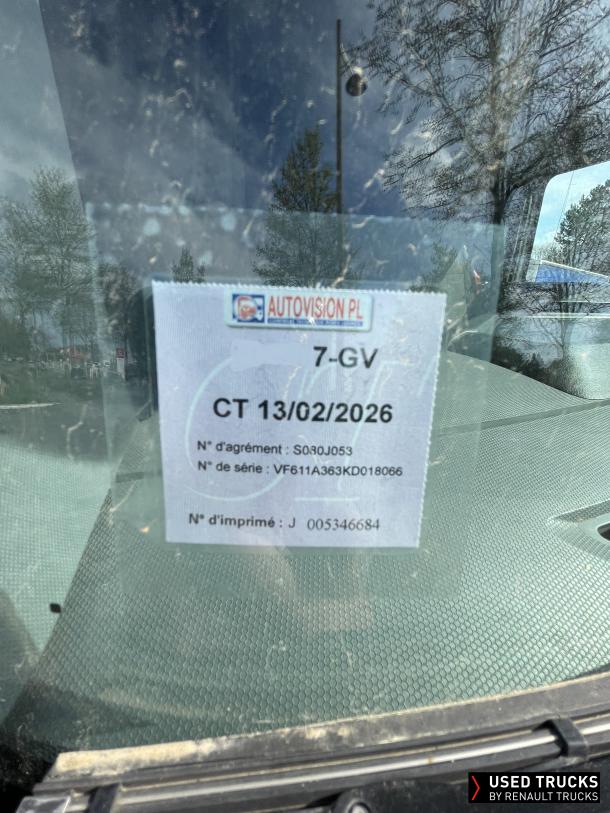 AUTOVISION PL
7-GV
CT 13/02/2026
N° d'agrément : S080J053
N° de série : VF611A363KD018066
N° d'imprimé : J 005346684
USED TRUCKS
BY RENAULT TRUCKS